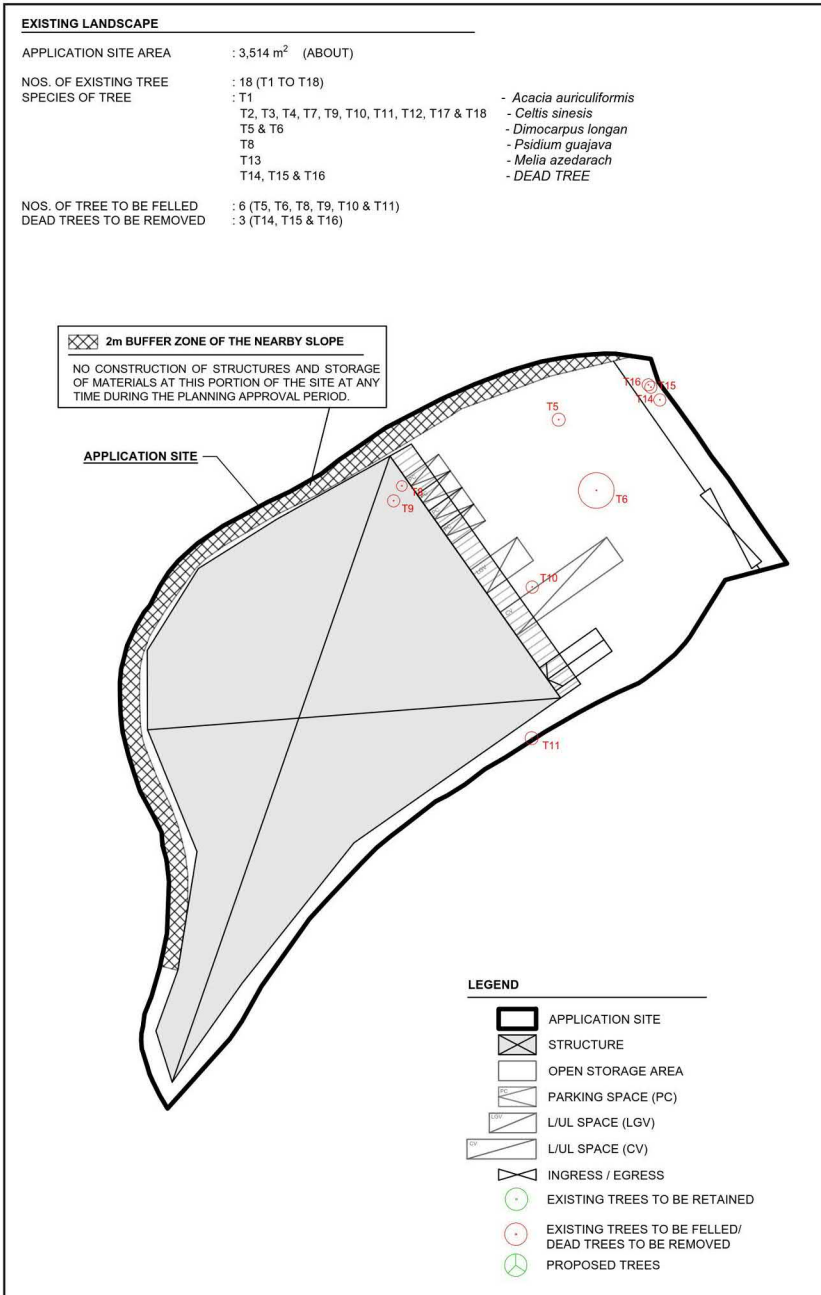 EXISTING LANDSCAPE
APPLICATION SITE AREA : 3,514 m² (ABOUT)
NOS. OF EXISTING TREE : 18 (T1 TO T18)
SPECIES OF TREE : T1 - Acacia auriculiformis
T2, T3, T4, T7, T9, T10, T11, T12, T17 & T18 - Celtis sinesis
T5 & T6 - Dimocarpus longan
T8 - Psidium guajava
T13 - Melia azedarach
T14, T15 & T16 - DEAD TREE
NOS. OF TREE TO BE FELLED : 6 (T5, T6, T8, T9, T10 & T11)
DEAD TREES TO BE REMOVED : 3 (T14, T15 & T16)
2m BUFFER ZONE OF THE NEARBY SLOPE
NO CONSTRUCTION OF STRUCTURES AND STORAGE
OF MATERIALS AT THIS PORTION OF THE SITE AT ANY
TIME DURING THE PLANNING APPROVAL PERIOD.
APPLICATION SITE
T16
T15
T14
T5
T6
T8
T9
LGV
T10
CV
T11
LEGEND
APPLICATION SITE
STRUCTURE
OPEN STORAGE AREA
PC PARKING SPACE (PC)
LGV L/UL SPACE (LGV)
CV L/UL SPACE (CV)
INGRESS / EGRESS
EXISTING TREES TO BE RETAINED
EXISTING TREES TO BE FELLED/
DEAD TREES TO BE REMOVED
PROPOSED TREES